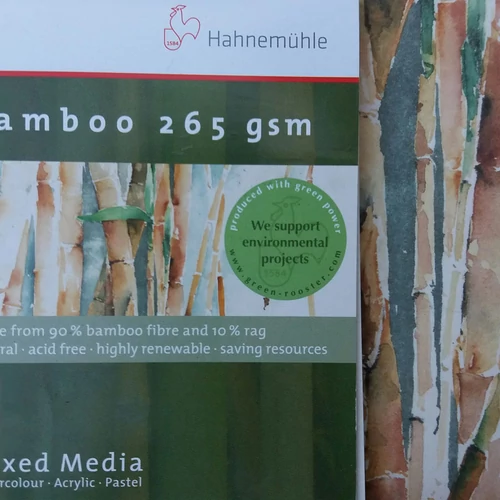 1584
Hahnemühle
amboo 265 gsm
produced with green power
We support
environmental
projects
1584
www.green-rooster.com
e from 90 % bamboo fibre and 10 % rag
ral · acid free · highly renewable · saving resources
xed Media
rcolour · Acrylic · Pastel